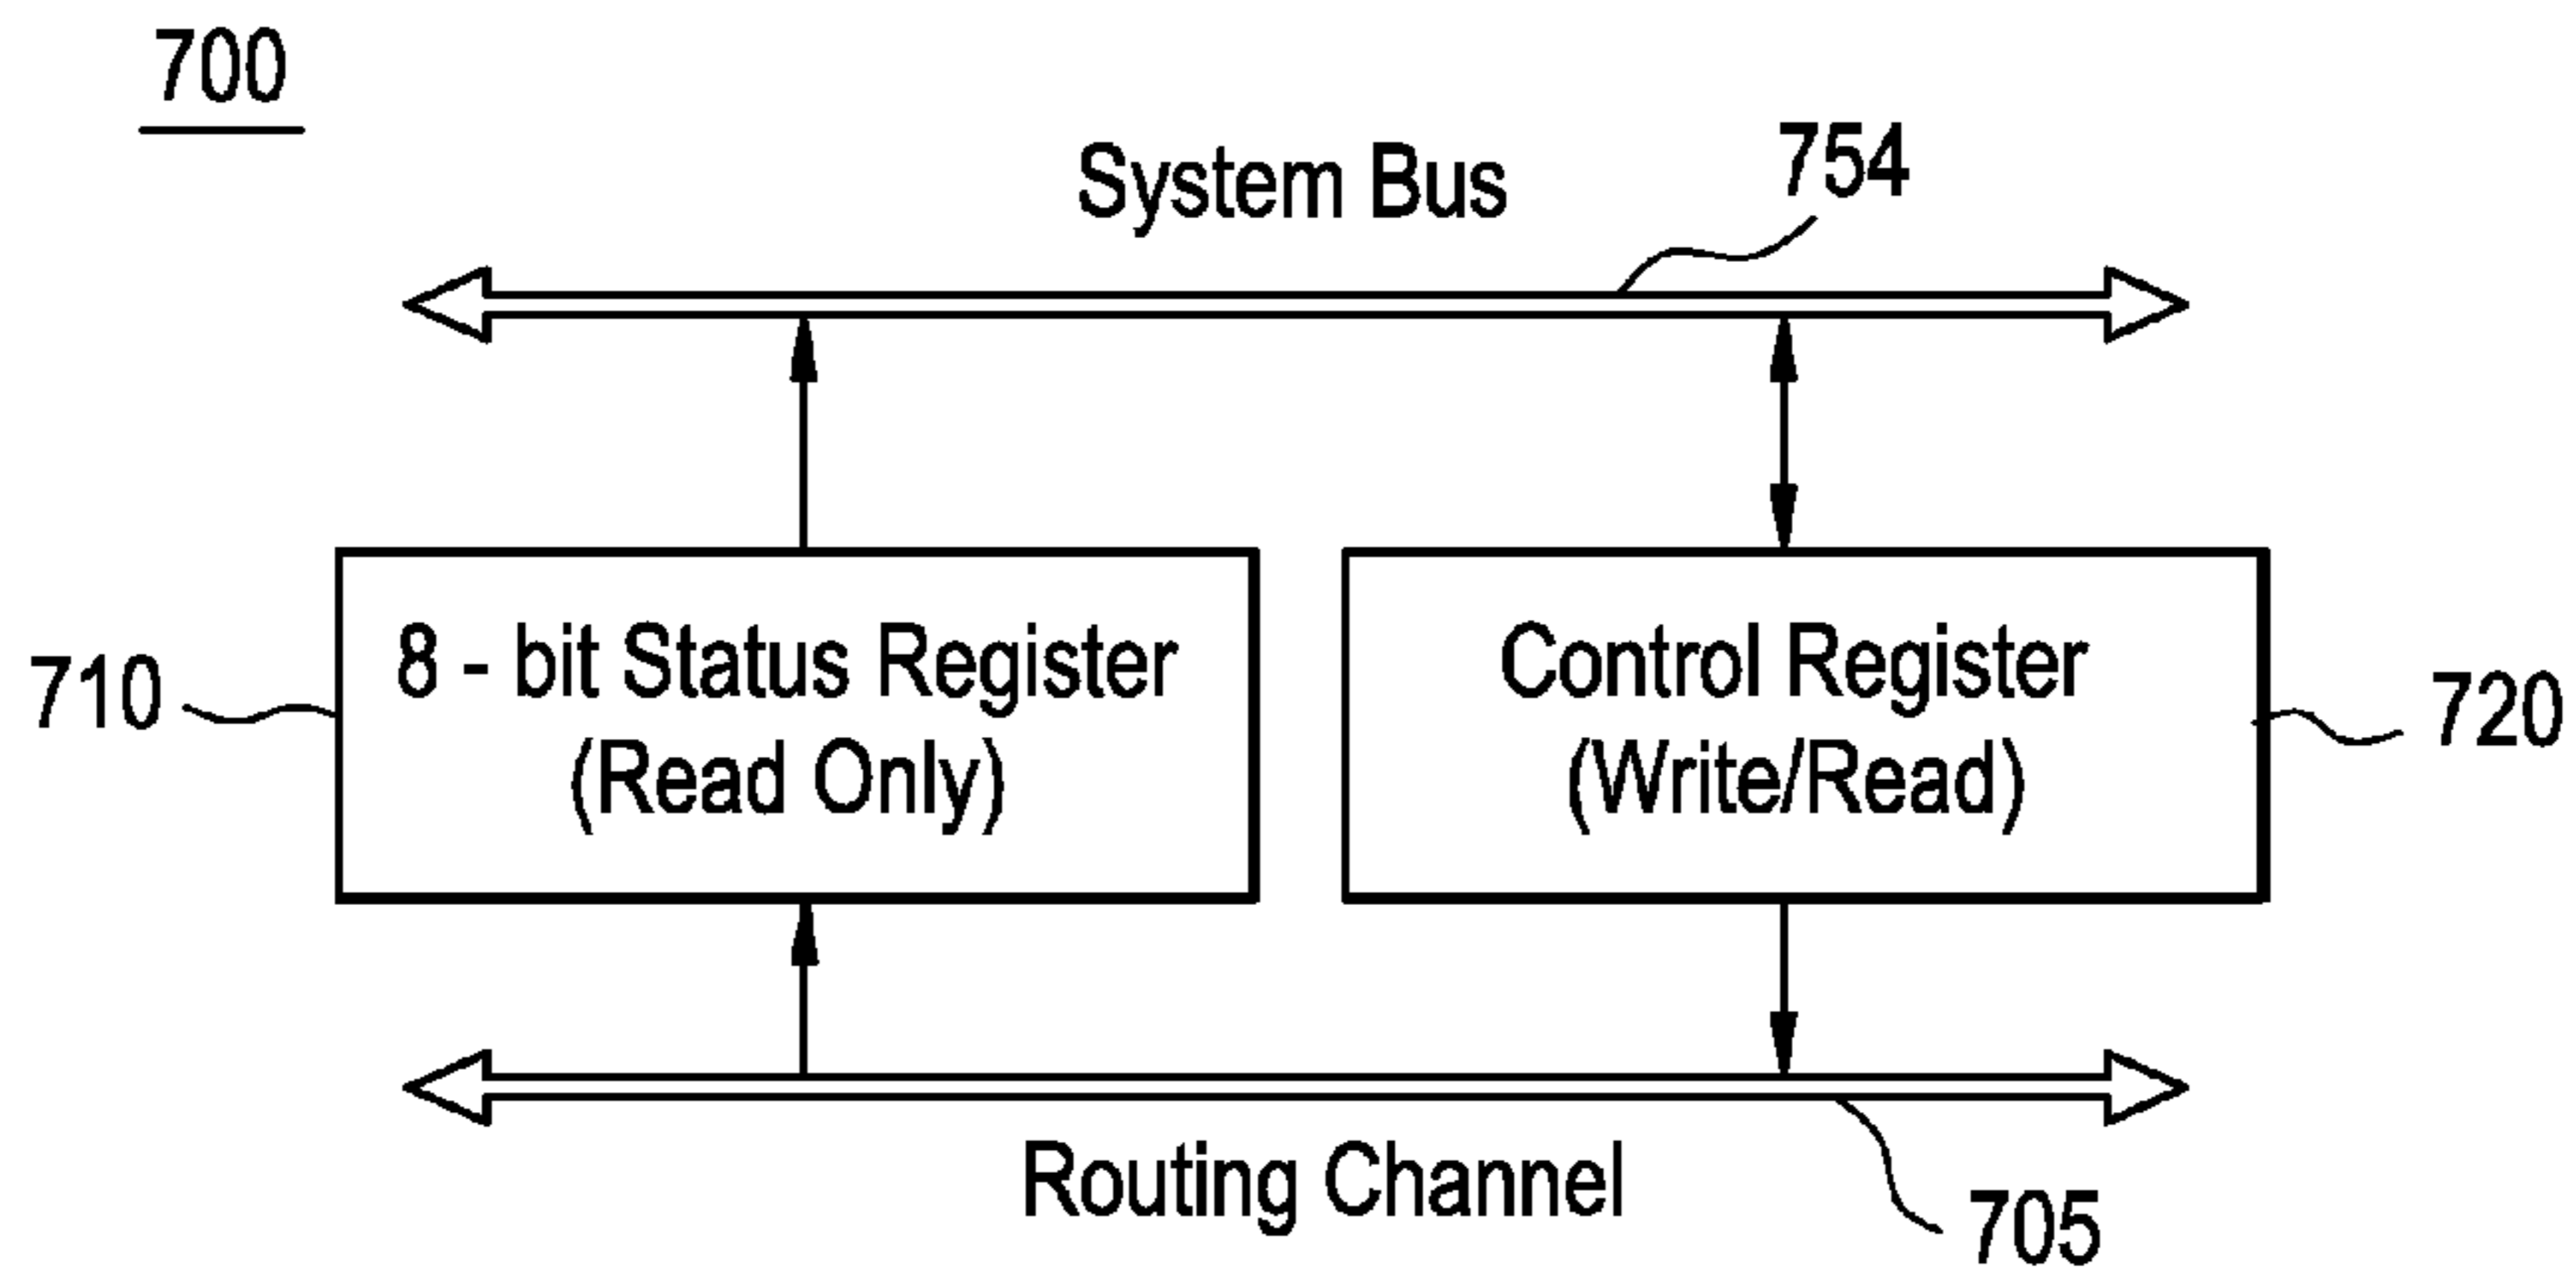 700
System Bus
754
8 - bit Status Register
(Read Only)
710
Control Register
(Write/Read)
720
Routing Channel
705